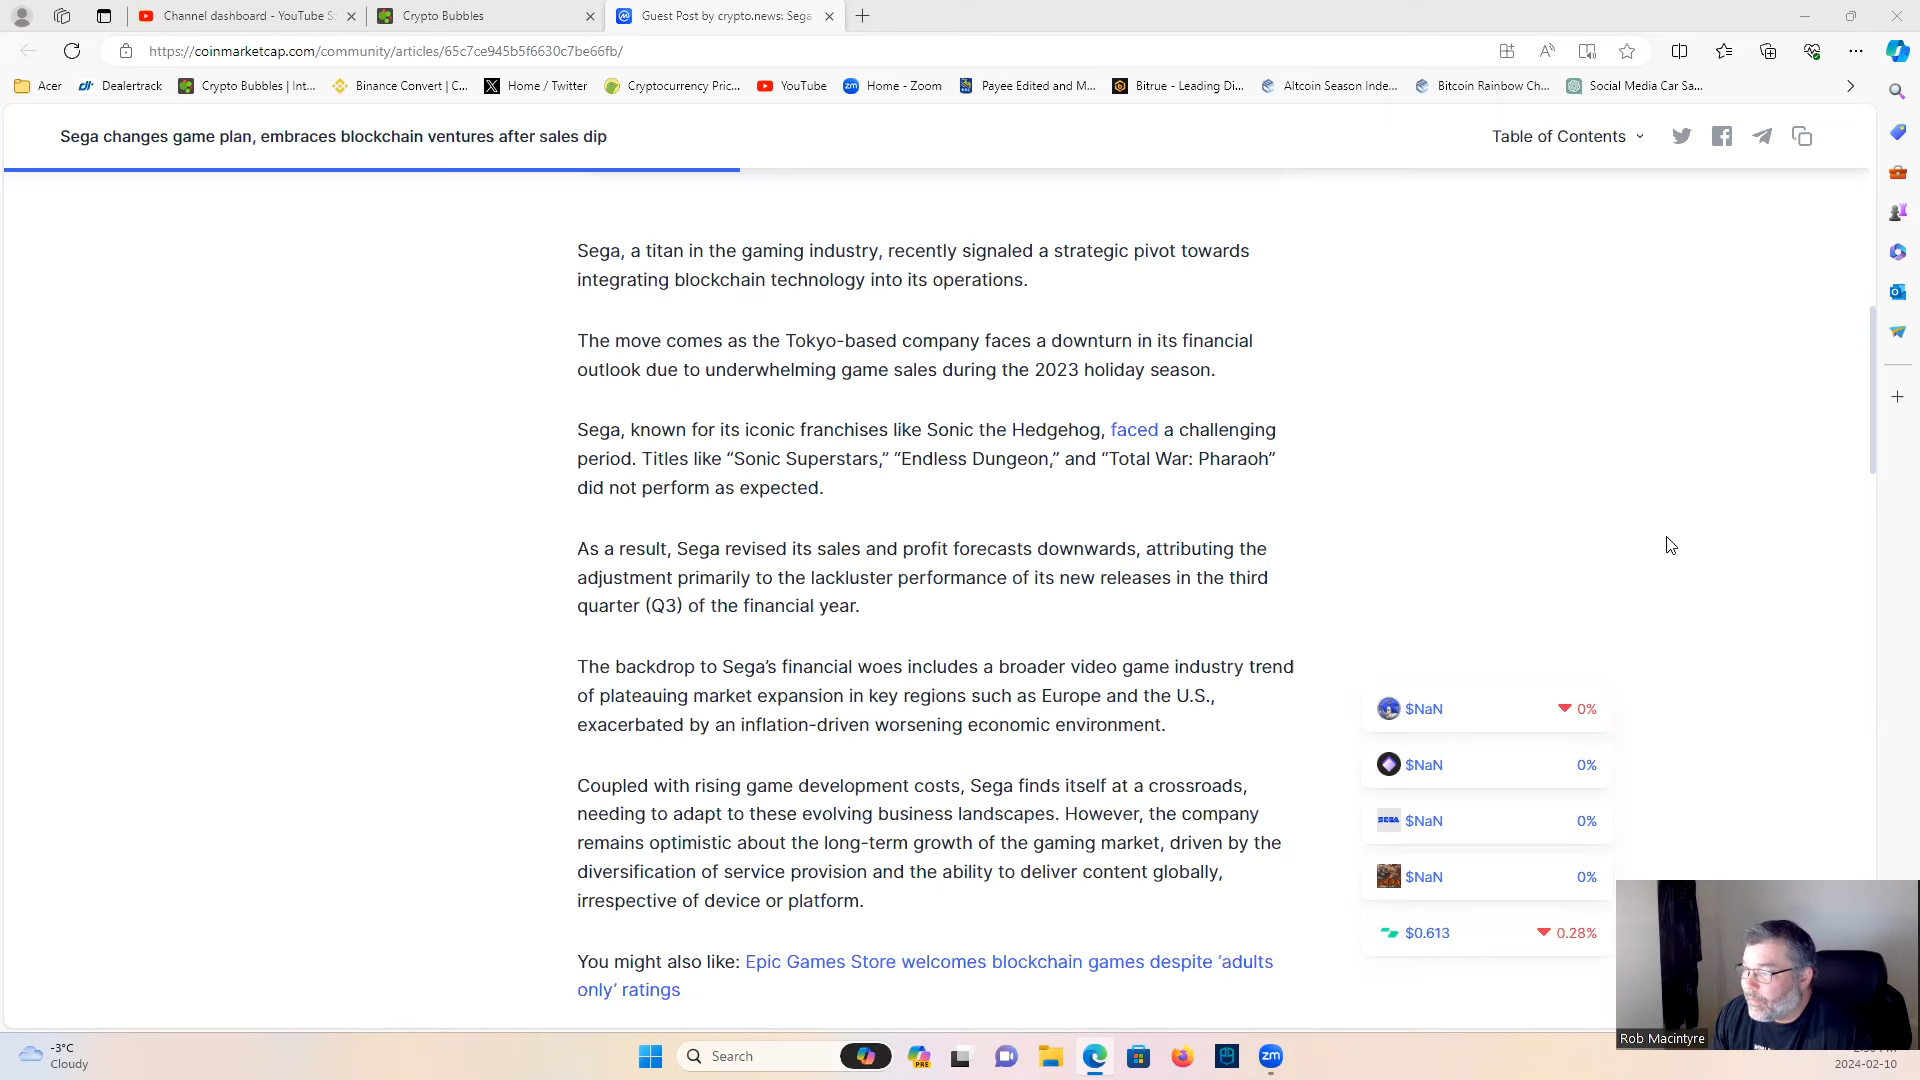 Channel dashboard - YouTube S
Crypto Bubbles
Guest Post by crypto.news: Sega
https://coinmarketcap.com/community/articles/65c7ce945b5f6630c7be66fb/
Acer
Dealertrack
Crypto Bubbles | Int...
Binance Convert | C...
Home / Twitter
Cryptocurrency Pric...
YouTube
Home - Zoom
Payee Edited and M...
Bitrue - Leading Di...
Altcoin Season Inde...
Bitcoin Rainbow Ch...
Social Media Car Sa...
Sega changes game plan, embraces blockchain ventures after sales dip
Table of Contents
Sega, a titan in the gaming industry, recently signaled a strategic pivot towards
integrating blockchain technology into its operations.
The move comes as the Tokyo-based company faces a downturn in its financial
outlook due to underwhelming game sales during the 2023 holiday season.
Sega, known for its iconic franchises like Sonic the Hedgehog, faced a challenging
period. Titles like “Sonic Superstars,” “Endless Dungeon,” and “Total War: Pharaoh”
did not perform as expected.
As a result, Sega revised its sales and profit forecasts downwards, attributing the
adjustment primarily to the lackluster performance of its new releases in the third
quarter (Q3) of the financial year.
The backdrop to Sega’s financial woes includes a broader video game industry trend
of plateauing market expansion in key regions such as Europe and the U.S.,
exacerbated by an inflation-driven worsening economic environment.
Coupled with rising game development costs, Sega finds itself at a crossroads,
needing to adapt to these evolving business landscapes. However, the company
remains optimistic about the long-term growth of the gaming market, driven by the
diversification of service provision and the ability to deliver content globally,
irrespective of device or platform.
You might also like: Epic Games Store welcomes blockchain games despite ‘adults
only’ ratings
$NaN 0%
$NaN 0%
SEGA $NaN 0%
$NaN 0%
$0.613 0.28%
Rob Macintyre
-3°C
Cloudy
Search
PRE
zm
2024-02-10